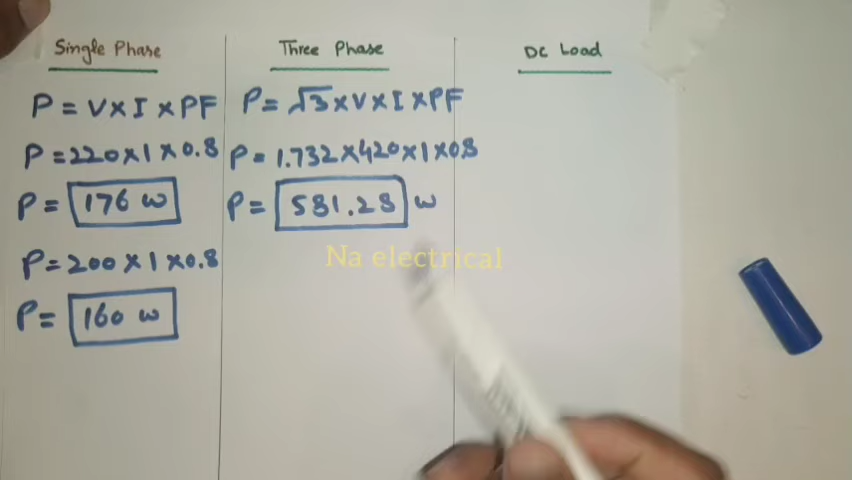 Single Phase
P = V X I X PF
P = 220 X 1 X 0.8
P = 176 W
P = 200 X 1 X 0.8
P = 160 W
Three Phase
P = √3 X V X I X PF
P = 1.732 X 420 X 1 X 0.8
P = 581.28 W
DC Load
Na electrical